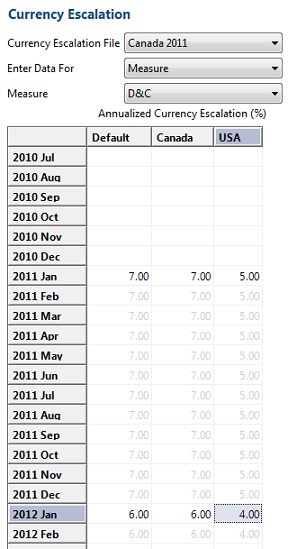 Currency Escalation
Currency Escalation File Canada 2011
Enter Data For Measure
Measure D&C
Annualized Currency Escalation (%)
Default Canada USA
2010 Jul
2010 Aug
2010 Sep
2010 Oct
2010 Nov
2010 Dec
2011 Jan 7.00 7.00 5.00
2011 Feb 7.00 7.00 5.00
2011 Mar 7.00 7.00 5.00
2011 Apr 7.00 7.00 5.00
2011 May 7.00 7.00 5.00
2011 Jun 7.00 7.00 5.00
2011 Jul 7.00 7.00 5.00
2011 Aug 7.00 7.00 5.00
2011 Sep 7.00 7.00 5.00
2011 Oct 7.00 7.00 5.00
2011 Nov 7.00 7.00 5.00
2011 Dec 7.00 7.00 5.00
2012 Jan 6.00 6.00 4.00
2012 Feb 6.00 6.00 4.00